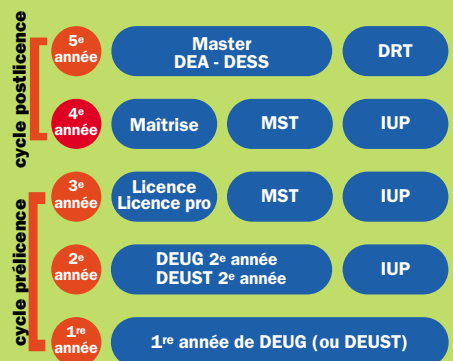 cycle postlicence
5e
année
Master
DEA - DESS
DRT
4e
année
Maîtrise
MST
IUP
cycle prélicence
3e
année
Licence
Licence pro
MST
IUP
2e
année
DEUG 2e année
DEUST 2e année
IUP
1re
année
1re année de DEUG (ou DEUST)